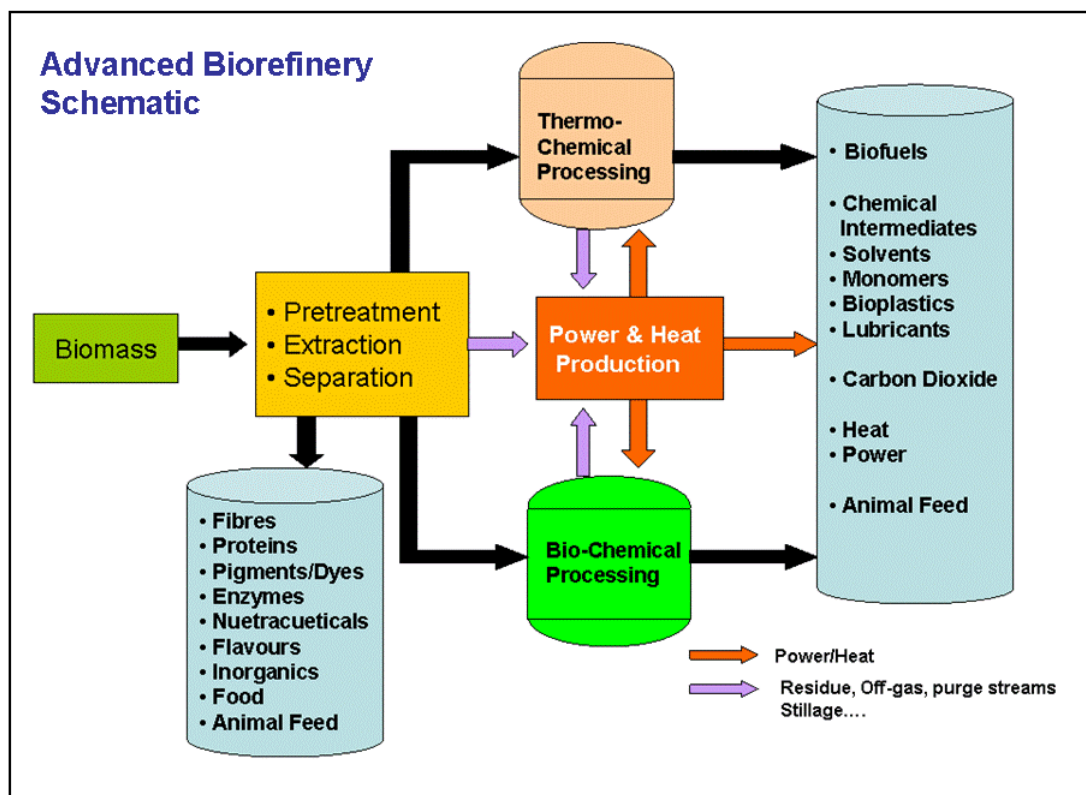 Advanced Biorefinery
Schematic
Thermo-
Chemical
Processing
• Biofuels
• Chemical
Intermediates
• Solvents
• Monomers
• Bioplastics
• Lubricants
• Carbon Dioxide
• Heat
• Power
• Animal Feed
Biomass
• Pretreatment
• Extraction
• Separation
Power & Heat
Production
• Fibres
• Proteins
• Pigments/Dyes
• Enzymes
• Nuetracueticals
• Flavours
• Inorganics
• Food
• Animal Feed
Bio-Chemical
Processing
Power/Heat
Residue, Off-gas, purge streams
Stillage....